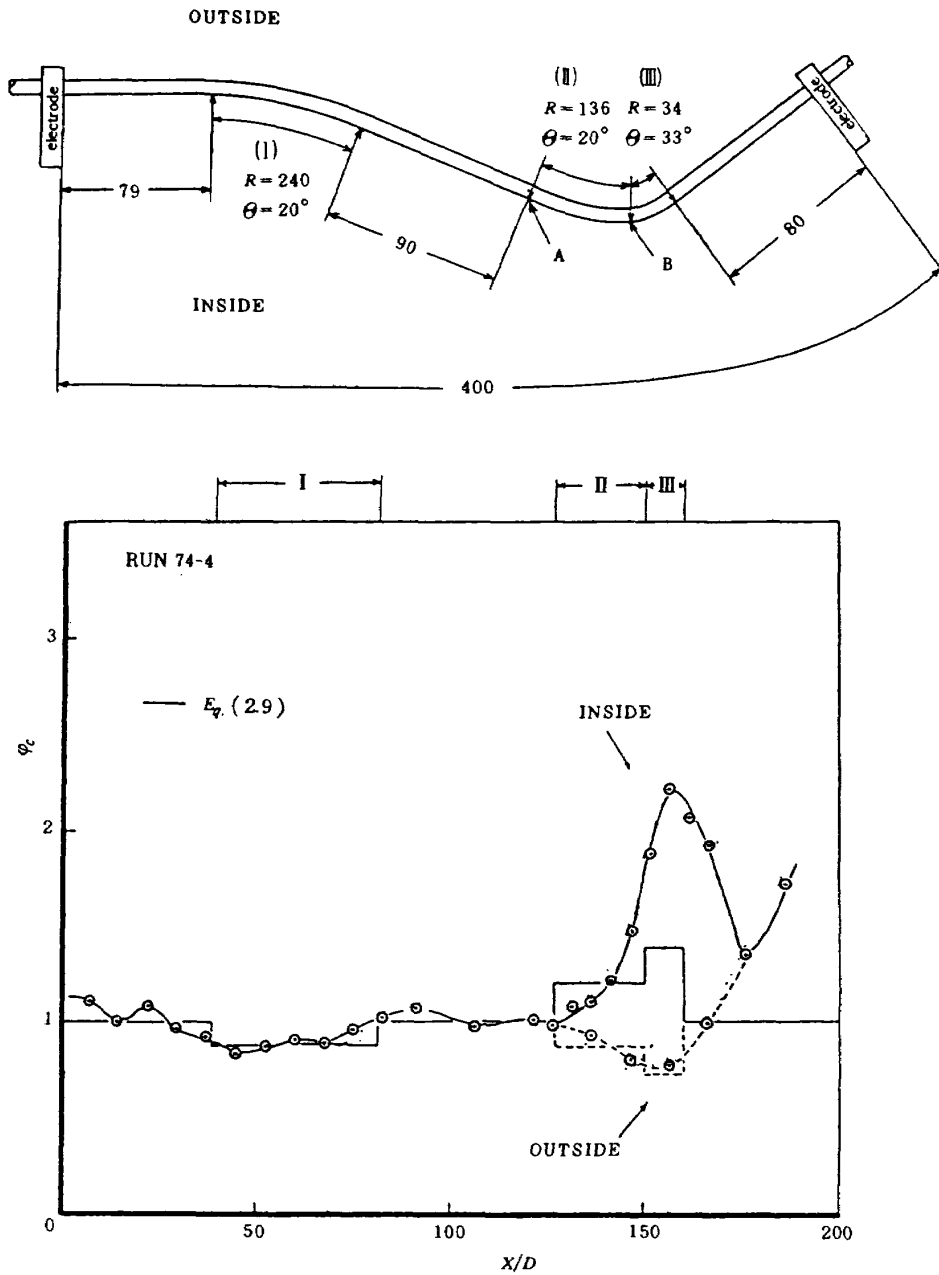 OUTSIDE
electrode
(Ⅱ) (Ⅲ)
R=136 R=34
Θ=20° Θ=33°
electrode
(Ⅰ)
R=240
Θ=20°
79
90
A
B
80
INSIDE
400
Ⅰ Ⅱ Ⅲ
RUN 74-4
3
Eq. (2.9)
INSIDE
φc
2
1
OUTSIDE
0 50 100 150 200
X/D